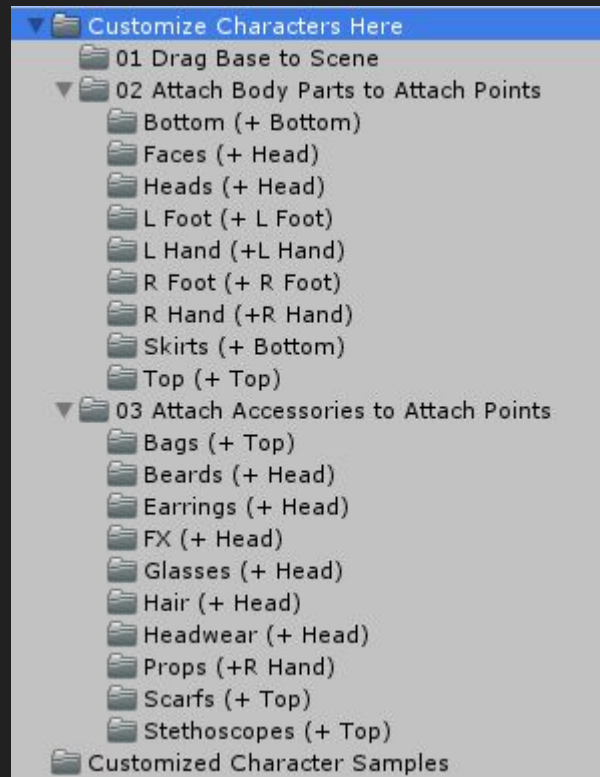 Customize Characters Here
01 Drag Base to Scene
02 Attach Body Parts to Attach Points
Bottom (+ Bottom)
Faces (+ Head)
Heads (+ Head)
L Foot (+ L Foot)
L Hand (+L Hand)
R Foot (+ R Foot)
R Hand (+R Hand)
Skirts (+ Bottom)
Top (+ Top)
03 Attach Accessories to Attach Points
Bags (+ Top)
Beards (+ Head)
Earrings (+ Head)
FX (+ Head)
Glasses (+ Head)
Hair (+ Head)
Headwear (+ Head)
Props (+R Hand)
Scarfs (+ Top)
Stethoscopes (+ Top)
Customized Character Samples